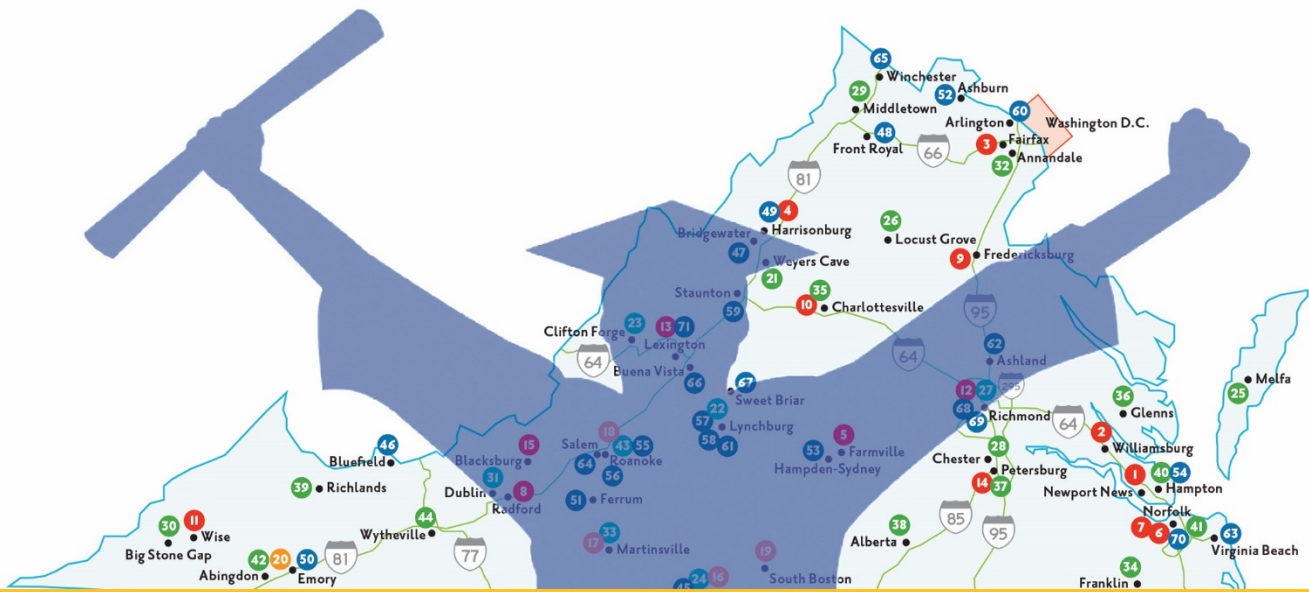 65
Winchester
52
Ashburn
29
Middletown
60
Arlington
Washington D.C.
48
Front Royal
66
3
Fairfax
32
Annandale
81
49 4
Harrisonburg
Bridgewater
47
26
Locust Grove
9
Fredericksburg
Weyers Cave
21
Staunton
59
10
35
Charlottesville
95
Clifton Forge
23
13 71
Lexington
64
Buena Vista
66
64
62
Ashland
67
Sweet Briar
12 27
295
68
69
Richmond
Melfa
25
36
Glenns
64
22
57
Lynchburg
58
61
5
Farmville
53
Hampden-Sydney
2
Williamsburg
46
Bluefield
15
Blacksburg
18
Salem
43 55
64
Roanoke
56
28
Chester
Petersburg
14 37
1
40 54
Newport News
Hampton
39
Richlands
31
Dublin
8
Radford
51
Ferrum
30
11
Wise
Big Stone Gap
44
Wytheville
33
17
Martinsville
38
Alberta
85
95
Norfolk
7 6
70
41
63
Virginia Beach
42 20 50
Abingdon
Emory
81
77
19
South Boston
45
24 16
34
Franklin